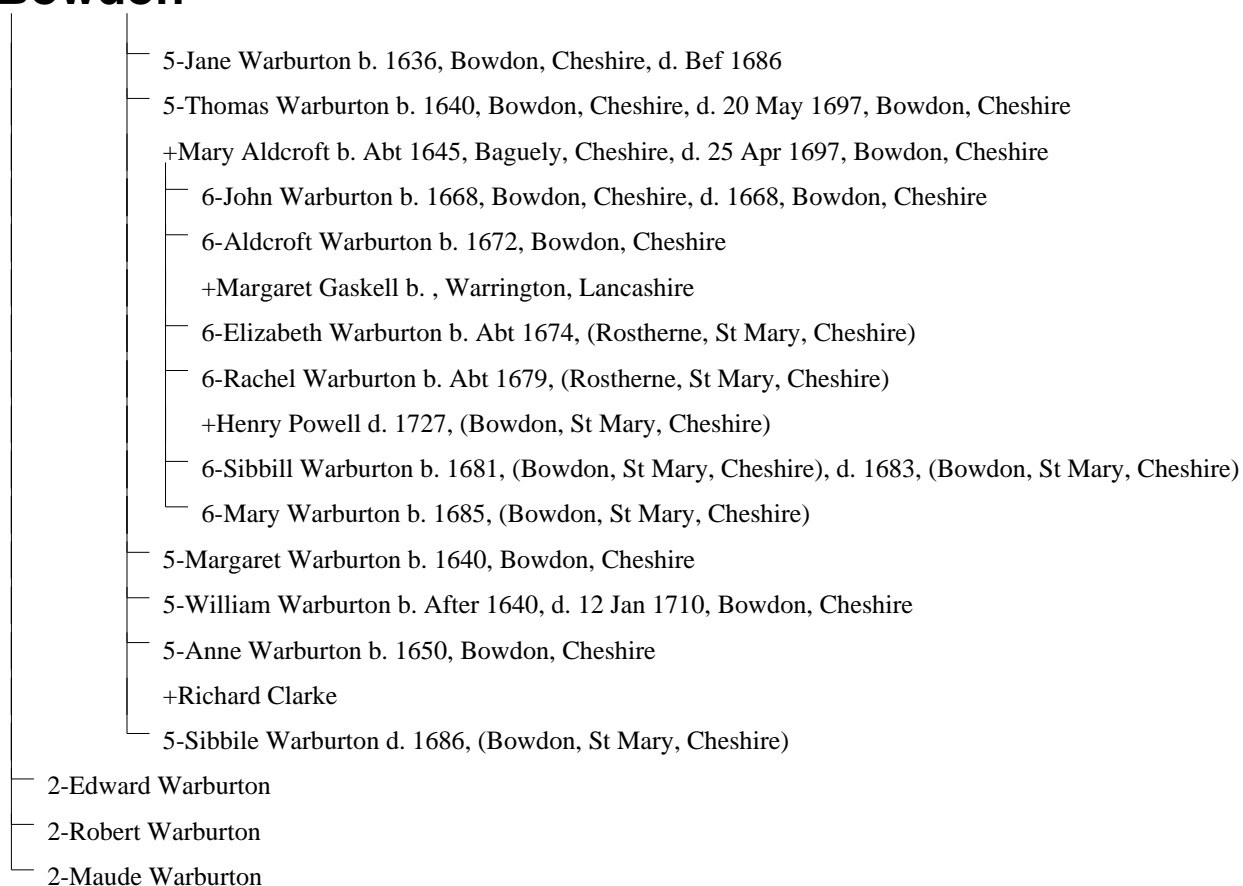 Bowdon
5-Jane Warburton b. 1636, Bowdon, Cheshire, d. Bef 1686
5-Thomas Warburton b. 1640, Bowdon, Cheshire, d. 20 May 1697, Bowdon, Cheshire
+Mary Aldcroft b. Abt 1645, Baguely, Cheshire, d. 25 Apr 1697, Bowdon, Cheshire
6-John Warburton b. 1668, Bowdon, Cheshire, d. 1668, Bowdon, Cheshire
6-Aldcroft Warburton b. 1672, Bowdon, Cheshire
+Margaret Gaskell b. , Warrington, Lancashire
6-Elizabeth Warburton b. Abt 1674, (Rostherne, St Mary, Cheshire)
6-Rachel Warburton b. Abt 1679, (Rostherne, St Mary, Cheshire)
+Henry Powell d. 1727, (Bowdon, St Mary, Cheshire)
6-Sibbill Warburton b. 1681, (Bowdon, St Mary, Cheshire), d. 1683, (Bowdon, St Mary, Cheshire)
6-Mary Warburton b. 1685, (Bowdon, St Mary, Cheshire)
5-Margaret Warburton b. 1640, Bowdon, Cheshire
5-William Warburton b. After 1640, d. 12 Jan 1710, Bowdon, Cheshire
5-Anne Warburton b. 1650, Bowdon, Cheshire
+Richard Clarke
5-Sibbile Warburton d. 1686, (Bowdon, St Mary, Cheshire)
2-Edward Warburton
2-Robert Warburton
2-Maude Warburton